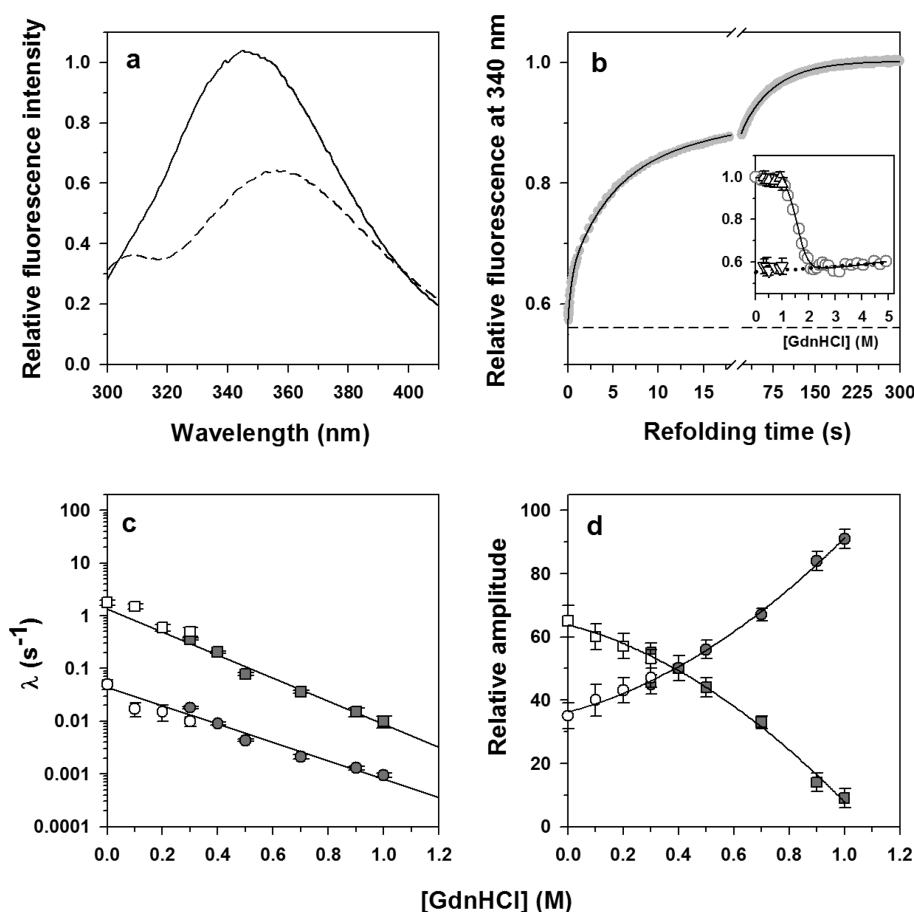 a
Relative fluorescence intensity
1.0
0.8
0.6
0.4
0.2
0.0
300 320 340 360 380 400
Wavelength (nm)
b
Relative fluorescence at 340 nm
1.0
0.8
0.6
0 5 10 15 75 150 225 300
Refolding time (s)
1.0
0.8
0.6
0 1 2 3 4 5
[GdnHCl] (M)
c
λ (s⁻¹)
100
10
1
0.1
0.01
0.001
0.0001
0.0 0.2 0.4 0.6 0.8 1.0 1.2
d
Relative amplitude
100
80
60
40
20
0
0.0 0.2 0.4 0.6 0.8 1.0 1.2
[GdnHCl] (M)